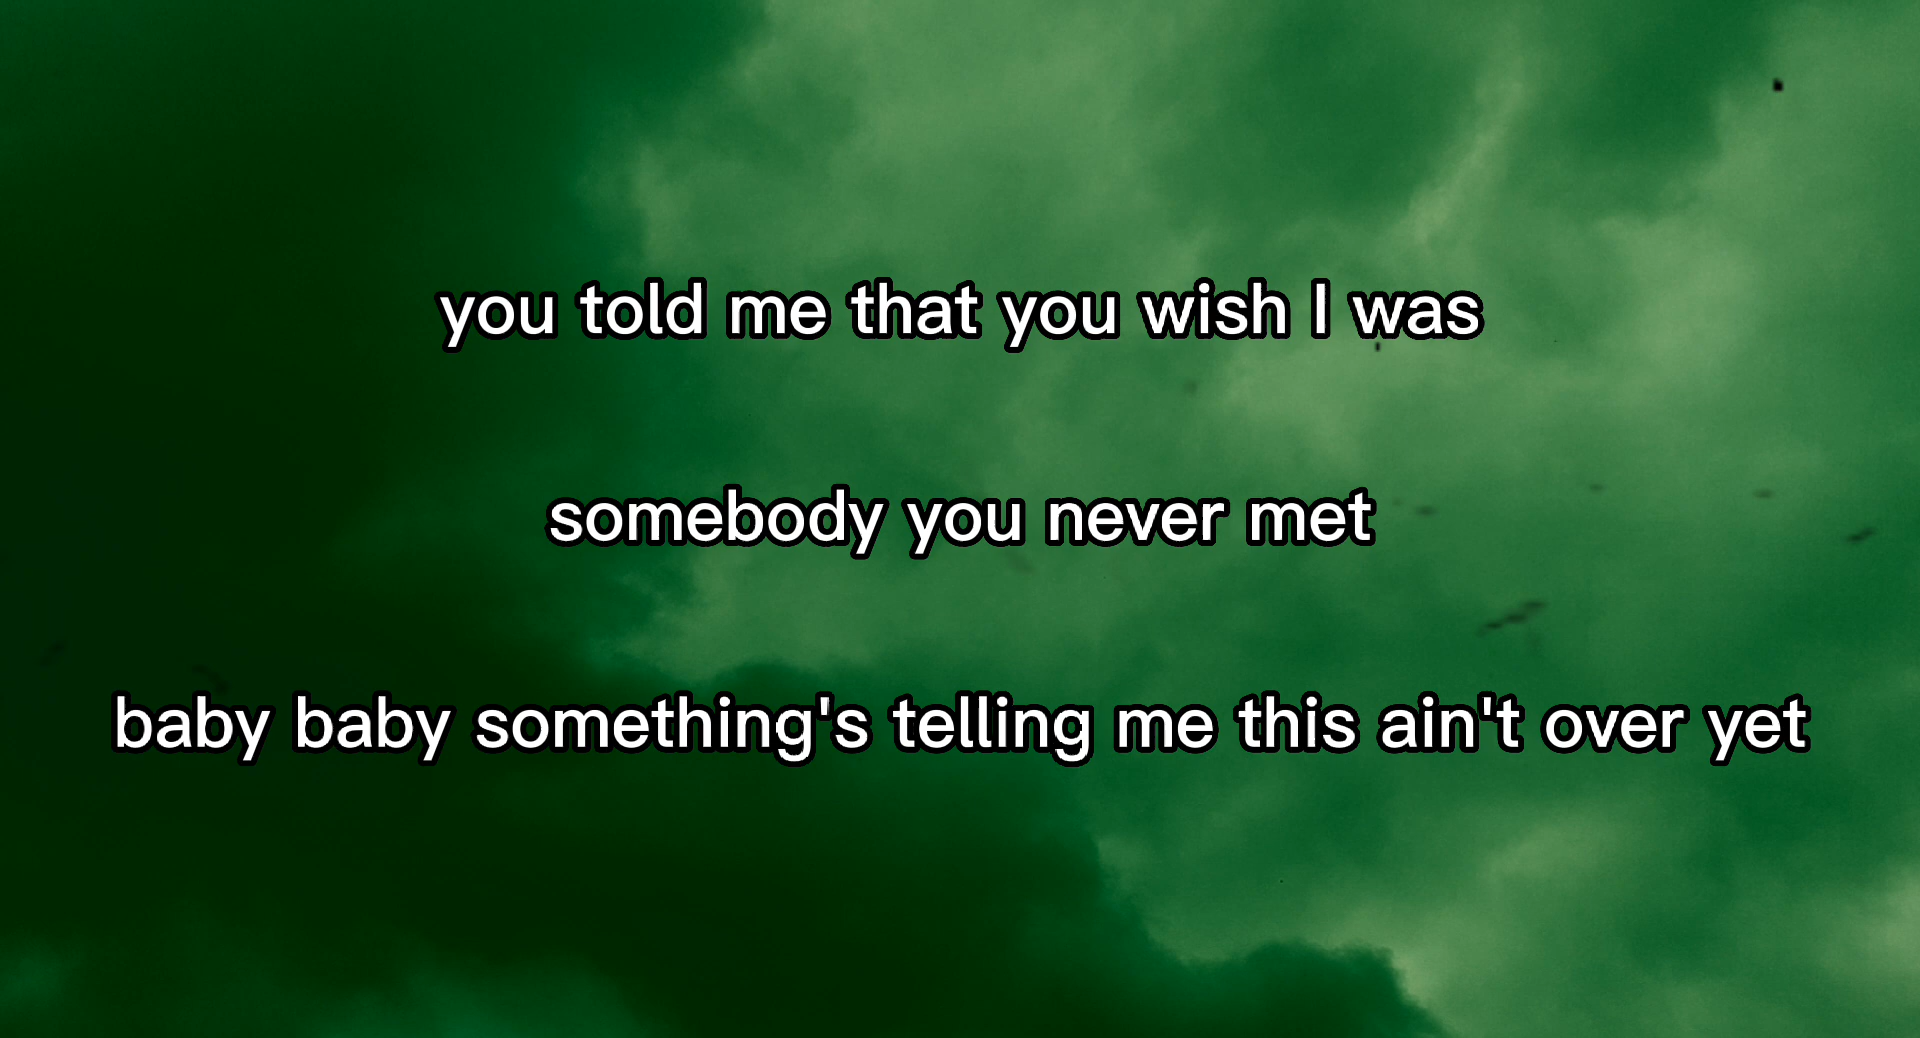 you told me that you wish I was
somebody you never met
baby baby something's telling me this ain't over yet